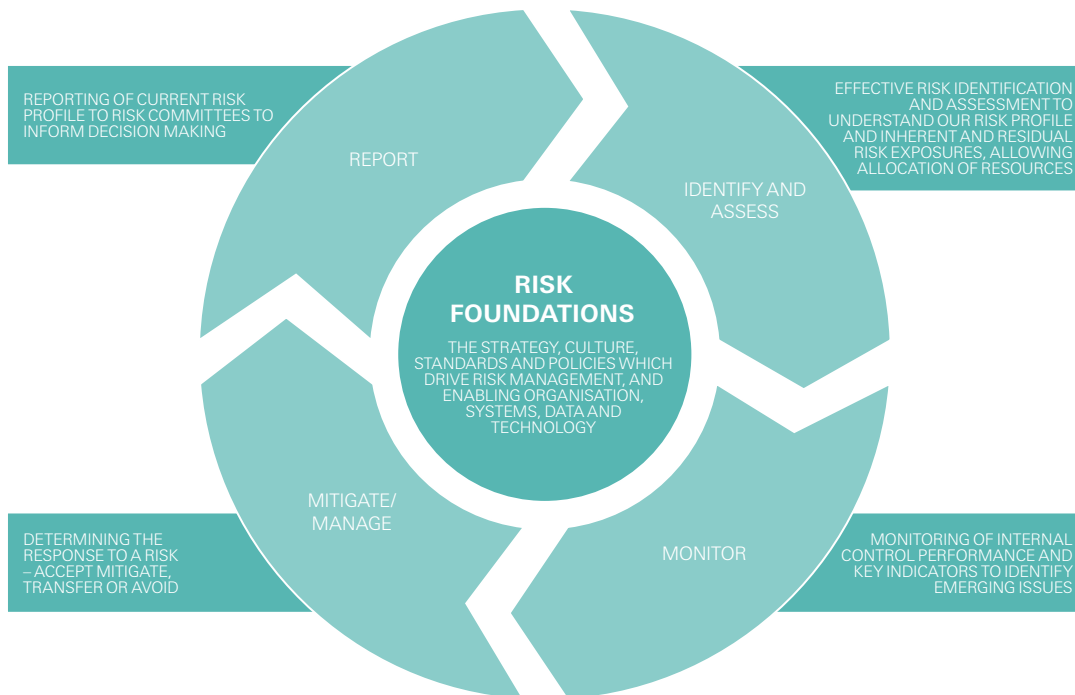 REPORTING OF CURRENT RISK
PROFILE TO RISK COMMITTEES TO
INFORM DECISION MAKING
REPORT
EFFECTIVE RISK IDENTIFICATION
AND ASSESSMENT TO
UNDERSTAND OUR RISK PROFILE
AND INHERENT AND RESIDUAL
RISK EXPOSURES, ALLOWING
ALLOCATION OF RESOURCES
IDENTIFY AND
ASSESS
RISK
FOUNDATIONS
THE STRATEGY, CULTURE,
STANDARDS AND POLICIES WHICH
DRIVE RISK MANAGEMENT, AND
ENABLING ORGANISATION,
SYSTEMS, DATA AND
TECHNOLOGY
MITIGATE/
MANAGE
DETERMINING THE
RESPONSE TO A RISK
– ACCEPT MITIGATE,
TRANSFER OR AVOID
MONITOR
MONITORING OF INTERNAL
CONTROL PERFORMANCE AND
KEY INDICATORS TO IDENTIFY
EMERGING ISSUES